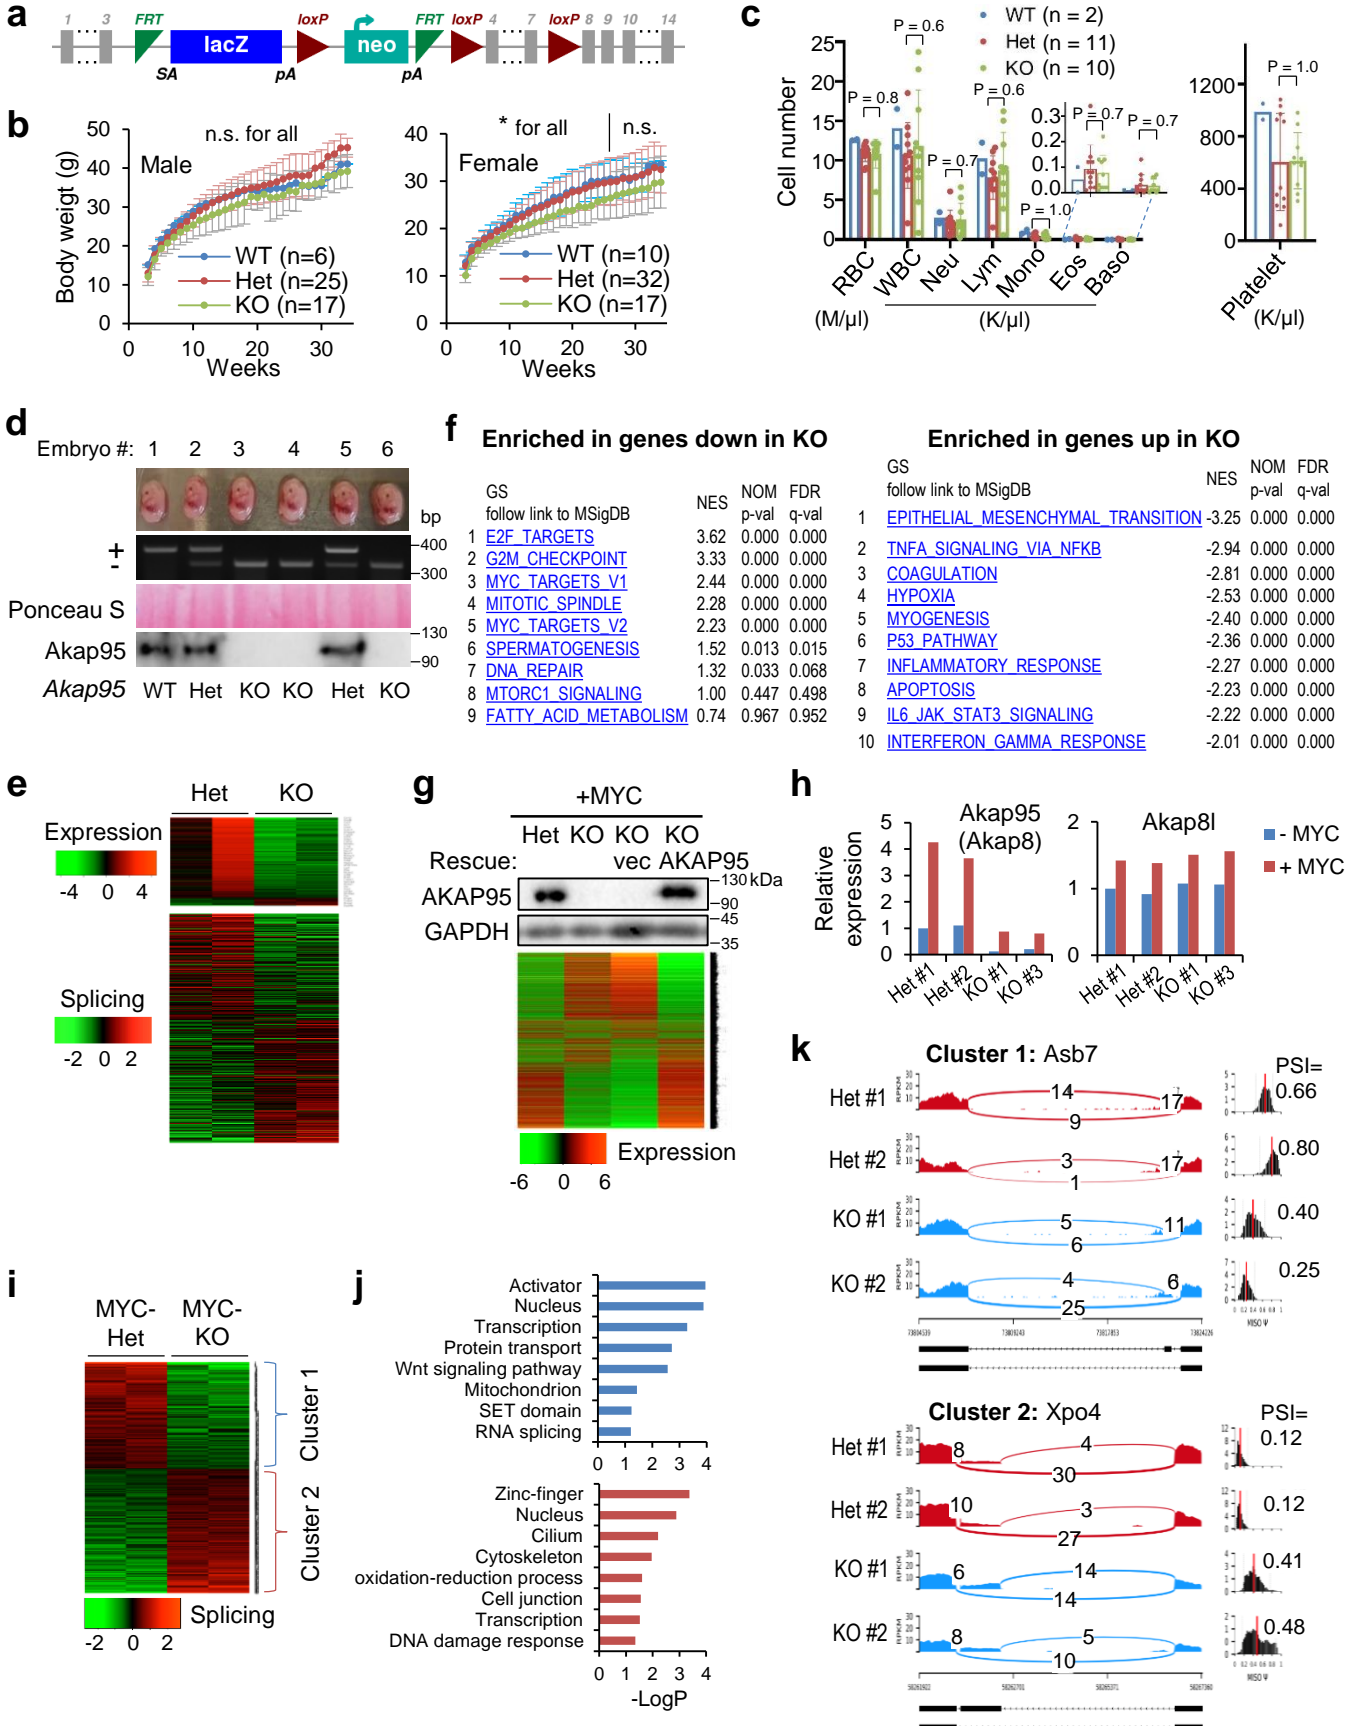 a
1 3 FRT lacZ loxP neo FRT loxP 4 7 loxP 8 9 10 14
SA pA pA
b
Body weigt (g)
50
40
30
20
10
0
n.s. for all
Male
WT (n=6)
Het (n=25)
KO (n=17)
0 10 20 30
Weeks
40
30
20
10
0
* for all n.s.
Female
WT (n=10)
Het (n=32)
KO (n=17)
0 10 20 30
Weeks
c
WT (n = 2)
Het (n = 11)
KO (n = 10)
Cell number
25
20
15
10
5
0
P = 0.8
P = 0.6
P = 0.7
P = 0.6
P = 1.0
0.3
0.2
0.1
0.0
P = 0.7
P = 0.7
RBC WBC Neu Lym Mono Eos Baso
(M/µl) (K/µl)
1200
800
400
0
P = 1.0
Platelet
(K/µl)
d
Embryo #: 1 2 3 4 5 6
bp
+
-
400
300
Ponceau S
Akap95
130
90
Akap95 WT Het KO KO Het KO
f
Enriched in genes down in KO
GS
follow link to MSigDB NES NOM p-val FDR q-val
1 E2F_TARGETS 3.62 0.000 0.000
2 G2M_CHECKPOINT 3.33 0.000 0.000
3 MYC_TARGETS_V1 2.44 0.000 0.000
4 MITOTIC_SPINDLE 2.28 0.000 0.000
5 MYC_TARGETS_V2 2.23 0.000 0.000
6 SPERMATOGENESIS 1.52 0.013 0.015
7 DNA_REPAIR 1.32 0.033 0.068
8 MTORC1_SIGNALING 1.00 0.447 0.498
9 FATTY_ACID_METABOLISM 0.74 0.967 0.952
Enriched in genes up in KO
GS
follow link to MSigDB NES NOM p-val FDR q-val
1 EPITHELIAL_MESENCHYMAL_TRANSITION -3.25 0.000 0.000
2 TNFA_SIGNALING_VIA_NFKB -2.94 0.000 0.000
3 COAGULATION -2.81 0.000 0.000
4 HYPOXIA -2.53 0.000 0.000
5 MYOGENESIS -2.40 0.000 0.000
6 P53_PATHWAY -2.36 0.000 0.000
7 INFLAMMATORY_RESPONSE -2.27 0.000 0.000
8 APOPTOSIS -2.23 0.000 0.000
9 IL6_JAK_STAT3_SIGNALING -2.22 0.000 0.000
10 INTERFERON_GAMMA_RESPONSE -2.01 0.000 0.000
e
Het KO
Expression
-4 0 4
Splicing
-2 0 2
g
+MYC
Het KO KO KO
Rescue: vec AKAP95
AKAP95
130 kDa
90
GAPDH
45
35
Expression
-6 0 6
h
Relative expression
5
4
3
2
1
0
Akap95
(Akap8)
Het #1 Het #2 KO #1 KO #3
2
1
0
Akap8l
Het #1 Het #2 KO #1 KO #3
- MYC
+ MYC
i
MYC-Het MYC-KO
Cluster 1
Cluster 2
Splicing
-2 0 2
j
Activator
Nucleus
Transcription
Protein transport
Wnt signaling pathway
Mitochondrion
SET domain
RNA splicing
0 1 2 3 4
Zinc-finger
Nucleus
Cilium
Cytoskeleton
oxidation-reduction process
Cell junction
Transcription
DNA damage response
0 1 2 3 4
-LogP
k
Cluster 1: Asb7
PSI=
Het #1 14 17 9 0.66
Het #2 3 17 1 0.80
KO #1 5 11 6 0.40
KO #2 4 6 25 0.25
MISO Ψ
Cluster 2: Xpo4
PSI=
Het #1 8 4 30 0.12
Het #2 10 3 27 0.12
KO #1 6 14 14 0.41
KO #2 8 5 10 0.48
MISO Ψ